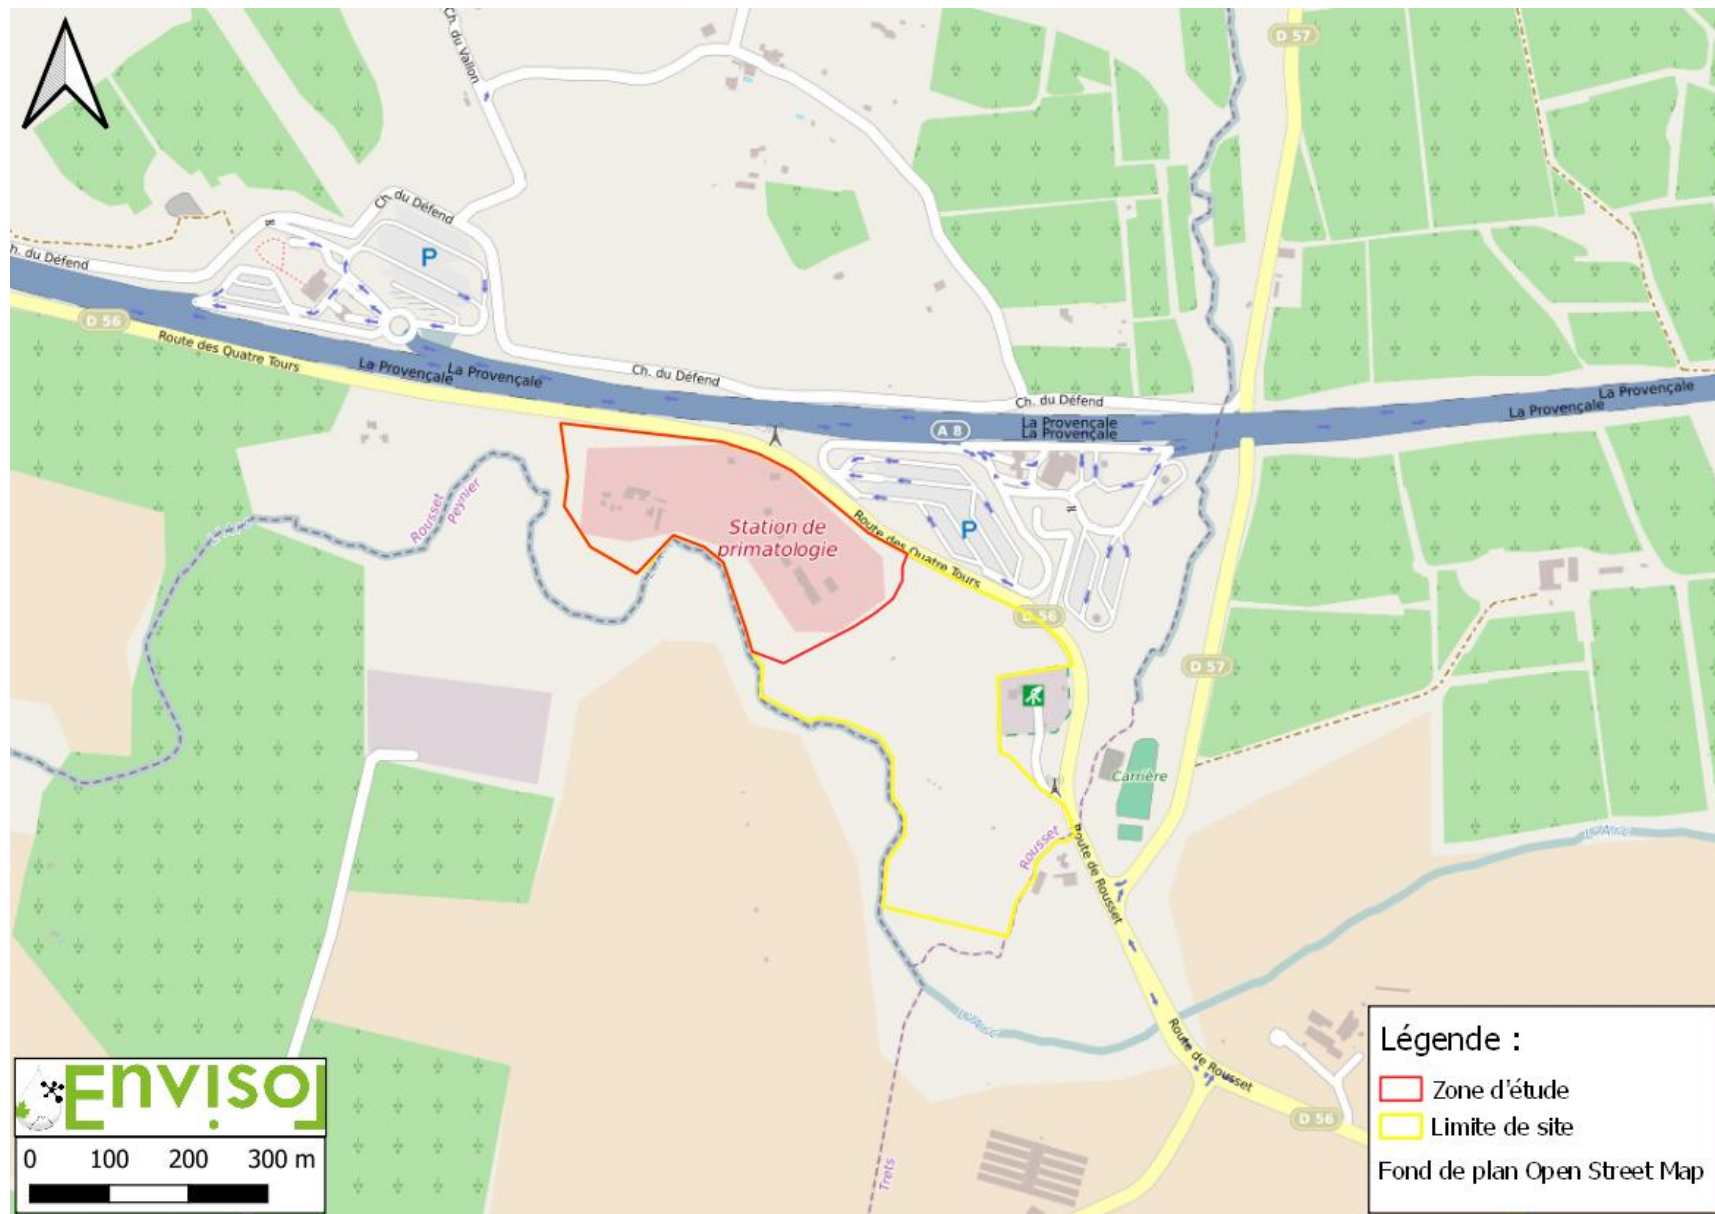 Ch. du Vallon
D 57
Ch. du Défend
P
h. du Défend
D 56
Route des Quatre Tours
La Provençale
La Provençale
Ch. du Défend
Ch. du Défend
La Provençale
La Provençale
A 8
La Provençale
La Provençale
Rousset
Peynier
L'Arc
Station de
primatologie
Route des Quatre Tours
P
D 56
D 57
Carrière
Rousset
Route de Rousset
L'Arc
L'Arc
Route de Rousset
D 56
Trets
Envisol
0 100 200 300 m
Légende :
Zone d'étude
Limite de site
Fond de plan Open Street Map